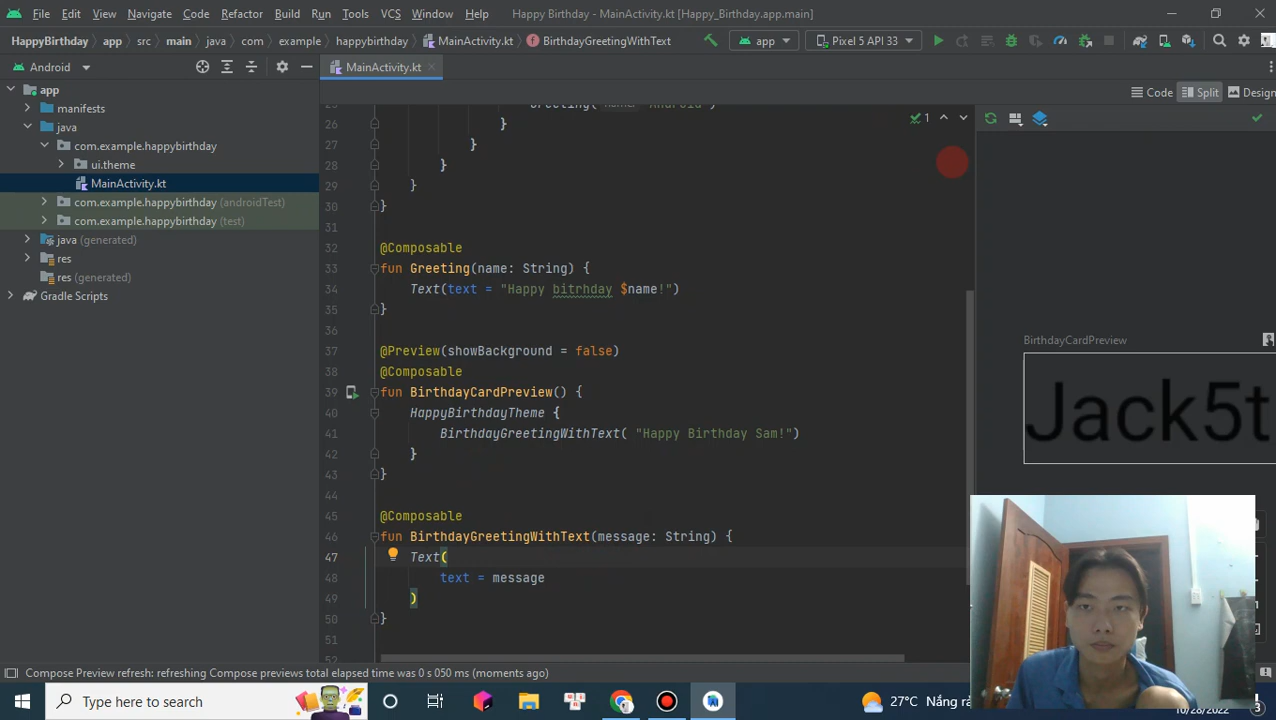 File Edit View Navigate Code Refactor Build Run Tools VCS Window Help Happy Birthday - MainActivity.kt [Happy_Birthday.app.main]
HappyBirthday app src main java com example happybirthday MainActivity.kt BirthdayGreetingWithText app Pixel 5 API 33
Android MainActivity.kt
Code Split Design
app
manifests
java
com.example.happybirthday
ui.theme
MainActivity.kt
com.example.happybirthday (androidTest)
com.example.happybirthday (test)
java (generated)
res
res (generated)
Gradle Scripts
1
26 }
27 }
28 }
29 }
30 }
31
32 @Composable
33 fun Greeting(name: String) {
34 Text(text = "Happy bitrhday $name!")
35 }
36
37 @Preview(showBackground = false)
38 @Composable
39 fun BirthdayCardPreview() {
40 HappyBirthdayTheme {
41 BirthdayGreetingWithText( "Happy Birthday Sam!")
42 }
43 }
44
45 @Composable
46 fun BirthdayGreetingWithText(message: String) {
47 Text(
48 text = message
49 )
50 }
51
BirthdayCardPreview
Jack5t
Compose Preview refresh: refreshing Compose previews total elapsed time was 0 s 050 ms (moments ago)
Type here to search
27°C Nắng rả
10/28/2022